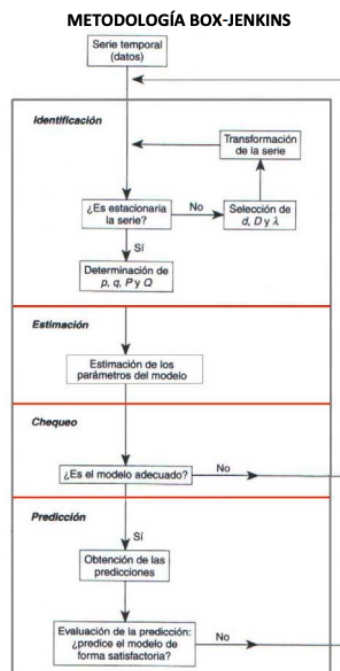 METODOLOGÍA BOX-JENKINS
Serie temporal
(datos)
Identificación
Transformación
de la serie
¿Es estacionaria
la serie?
No
Selección de
d, D y λ
Sí
Determinación de
p, q, P y Q
Estimación
Estimación de los
parámetros del modelo
Chequeo
¿Es el modelo adecuado?
No
Predicción
Sí
Obtención de las
predicciones
Evaluación de la predicción:
¿predice el modelo de
forma satisfactoria?
No